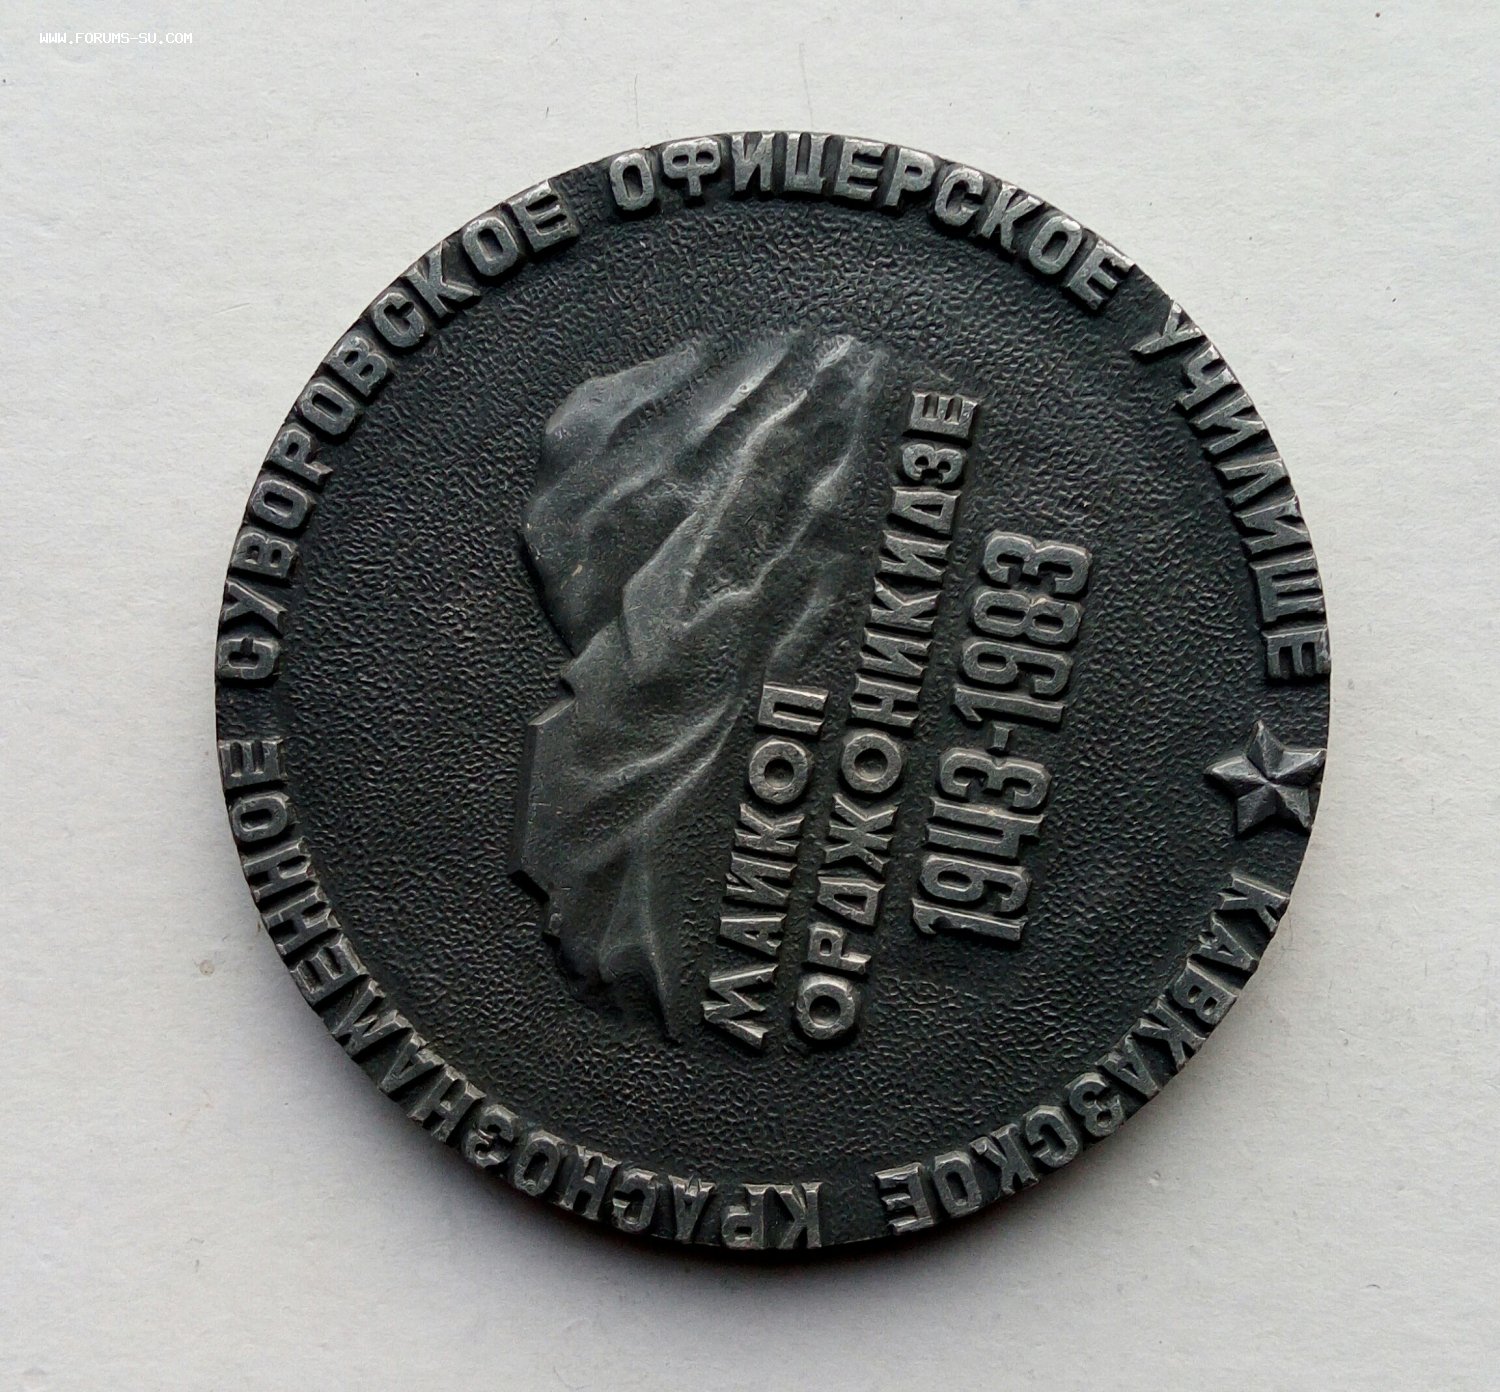 WWW.FORUMS-SU.COM
КАВКАЗСКОЕ КРАСНОЗНАМЕННОЕ СУВОРОВСКОЕ ОФИЦЕРСКОЕ УЧИЛИЩЕ
МАЙКОП
ОРДЖОНИКИДЗЕ
1943-1983